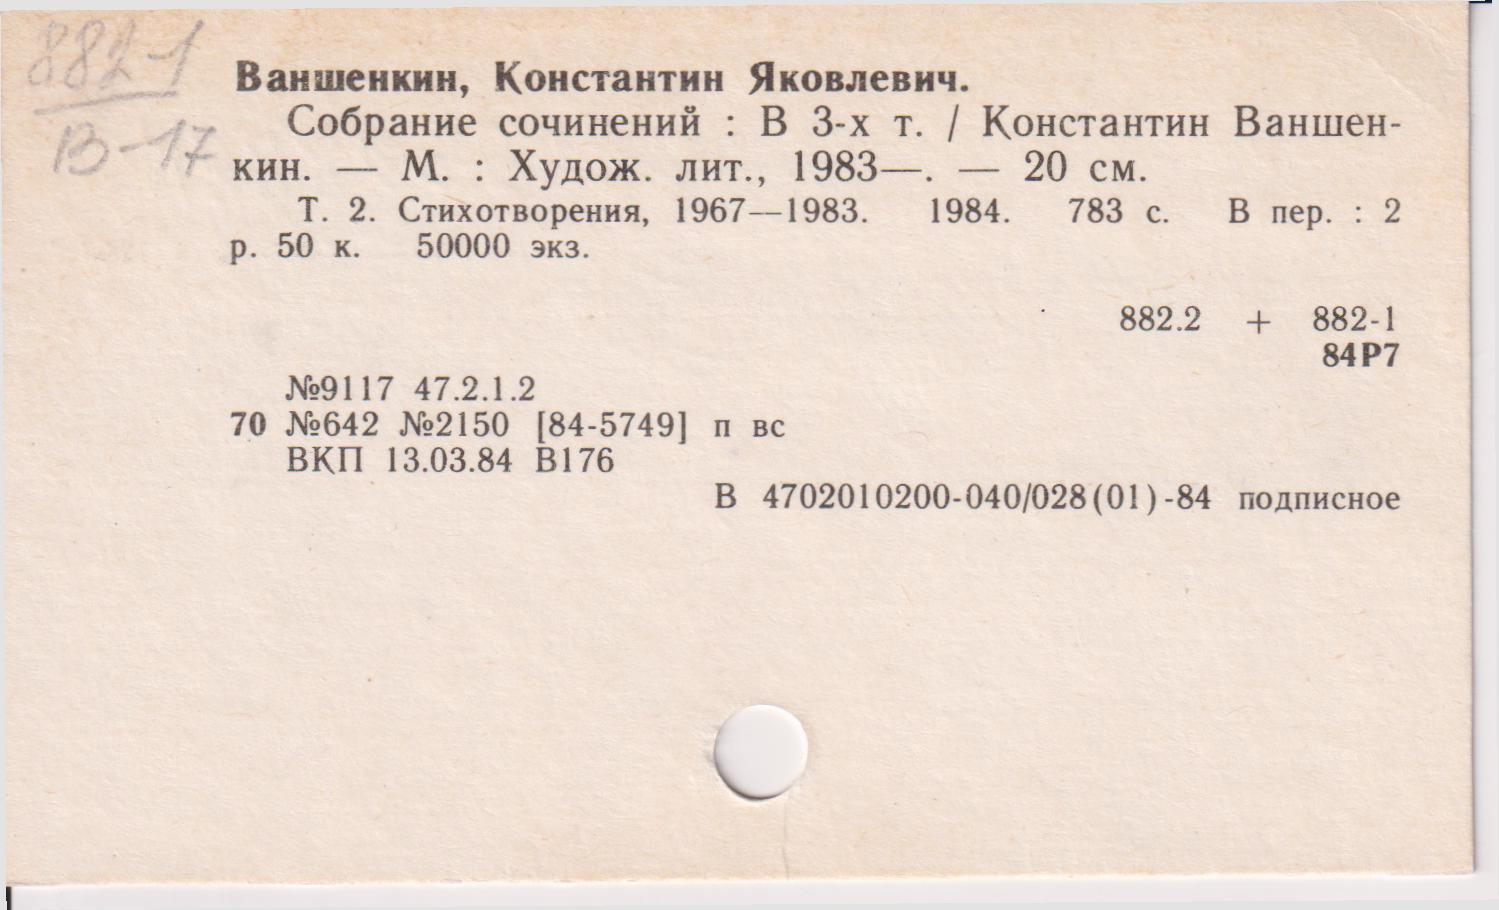 882-1
В-17
Ваншенкин, Константин Яковлевич.
Собрание сочинений : В 3-х т. / Константин Ваншен-
кин. — М. : Худож. лит., 1983—. — 20 см.
Т. 2. Стихотворения, 1967—1983. 1984. 783 с. В пер. : 2
р. 50 к. 50000 экз.
882.2 + 882-1
84Р7
№9117 47.2.1.2
70 №642 №2150 [84-5749] п вс
ВКП 13.03.84 В176
В 4702010200-040/028(01)-84 подписное